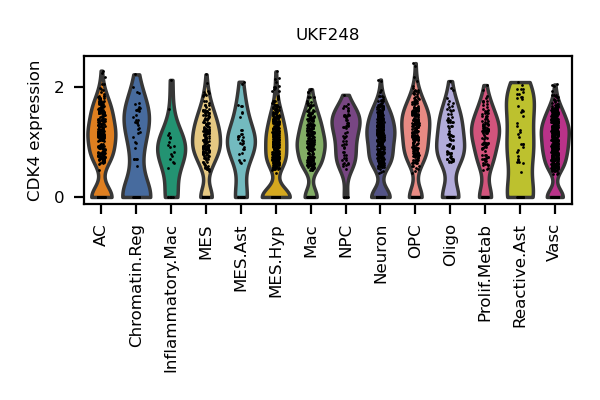 UKF248
CDK4 expression
2
0
AC
Chromatin.Reg
Inflammatory.Mac
MES
MES.Ast
MES.Hyp
Mac
NPC
Neuron
OPC
Oligo
Prolif.Metab
Reactive.Ast
Vasc